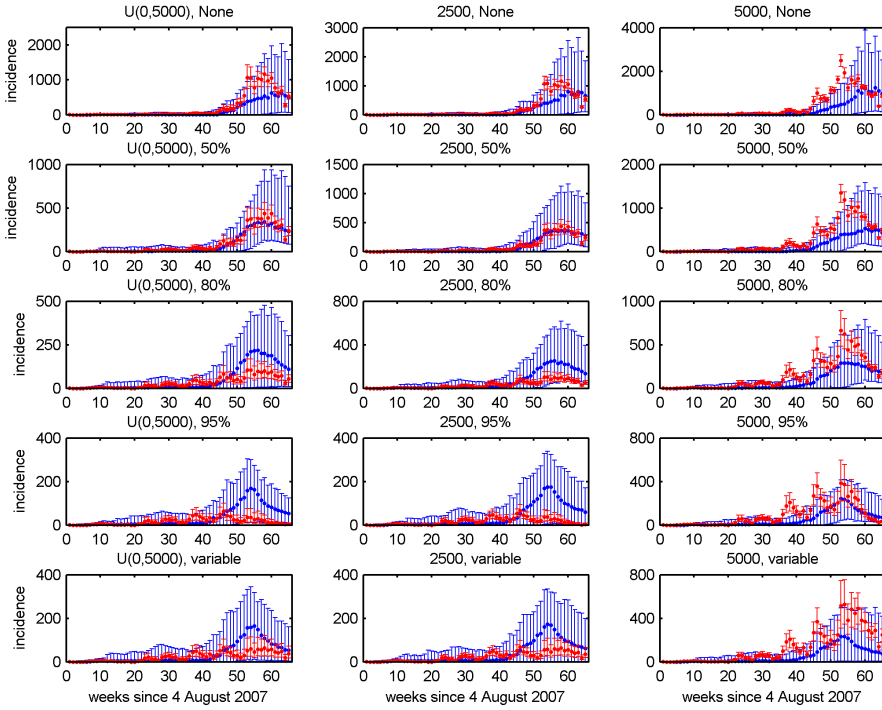 U(0,5000), None
2500, None
5000, None
incidence
2500
2000
1000
0
0 10 20 30 40 50 60
3000
2000
1000
0
0 10 20 30 40 50 60
4000
2000
0
0 10 20 30 40 50 60
U(0,5000), 50%
2500, 50%
5000, 50%
incidence
1000
500
0
0 10 20 30 40 50 60
1500
1000
500
0
0 10 20 30 40 50 60
2000
1000
0
0 10 20 30 40 50 60
U(0,5000), 80%
2500, 80%
5000, 80%
incidence
500
250
0
0 10 20 30 40 50 60
800
400
0
0 10 20 30 40 50 60
1000
500
0
0 10 20 30 40 50 60
U(0,5000), 95%
2500, 95%
5000, 95%
incidence
400
200
0
0 10 20 30 40 50 60
400
200
0
0 10 20 30 40 50 60
800
400
0
0 10 20 30 40 50 60
U(0,5000), variable
2500, variable
5000, variable
incidence
400
200
0
0 10 20 30 40 50 60
400
200
0
0 10 20 30 40 50 60
800
400
0
0 10 20 30 40 50 60
weeks since 4 August 2007
weeks since 4 August 2007
weeks since 4 August 2007